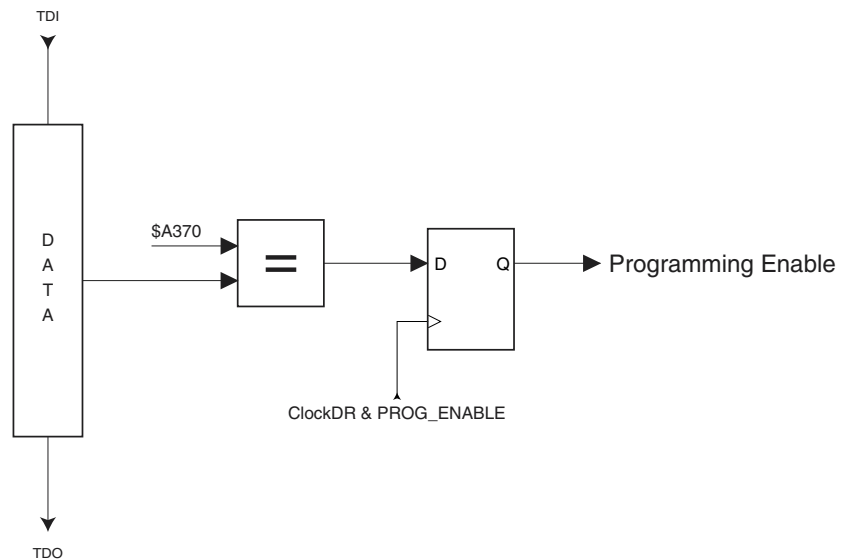 TDI
D
A
T
A
$A370
=
D
Q
Programming Enable
ClockDR & PROG_ENABLE
TDO